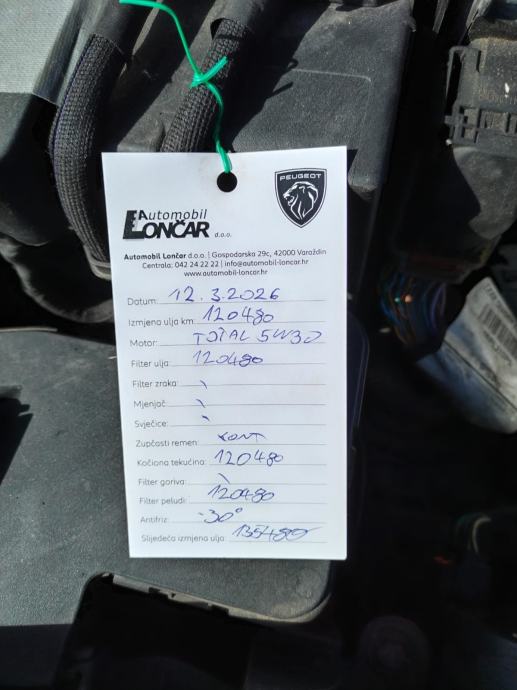 PEUGEOT
Automobil
LONČAR d.o.o.
Automobil Lončar d.o.o. | Gospodarska 29c, 42000 Varaždin
Centrala: 042 24 22 22 | info@automobil-loncar.hr
www.automobil-loncar.hr
Datum: 12.3.2026
Izmjena ulja km: 120480
Motor: TOTAL 5W30
Filter ulja: 120480
Filter zraka: \
Mjenjač: \
Svječice: \
Zupčasti remen: KONT
Kočiona tekućina: 120480
Filter goriva: \
Filter peludi: 120480
Antifriz: -30°
Slijedeća izmjena ulja: 135480